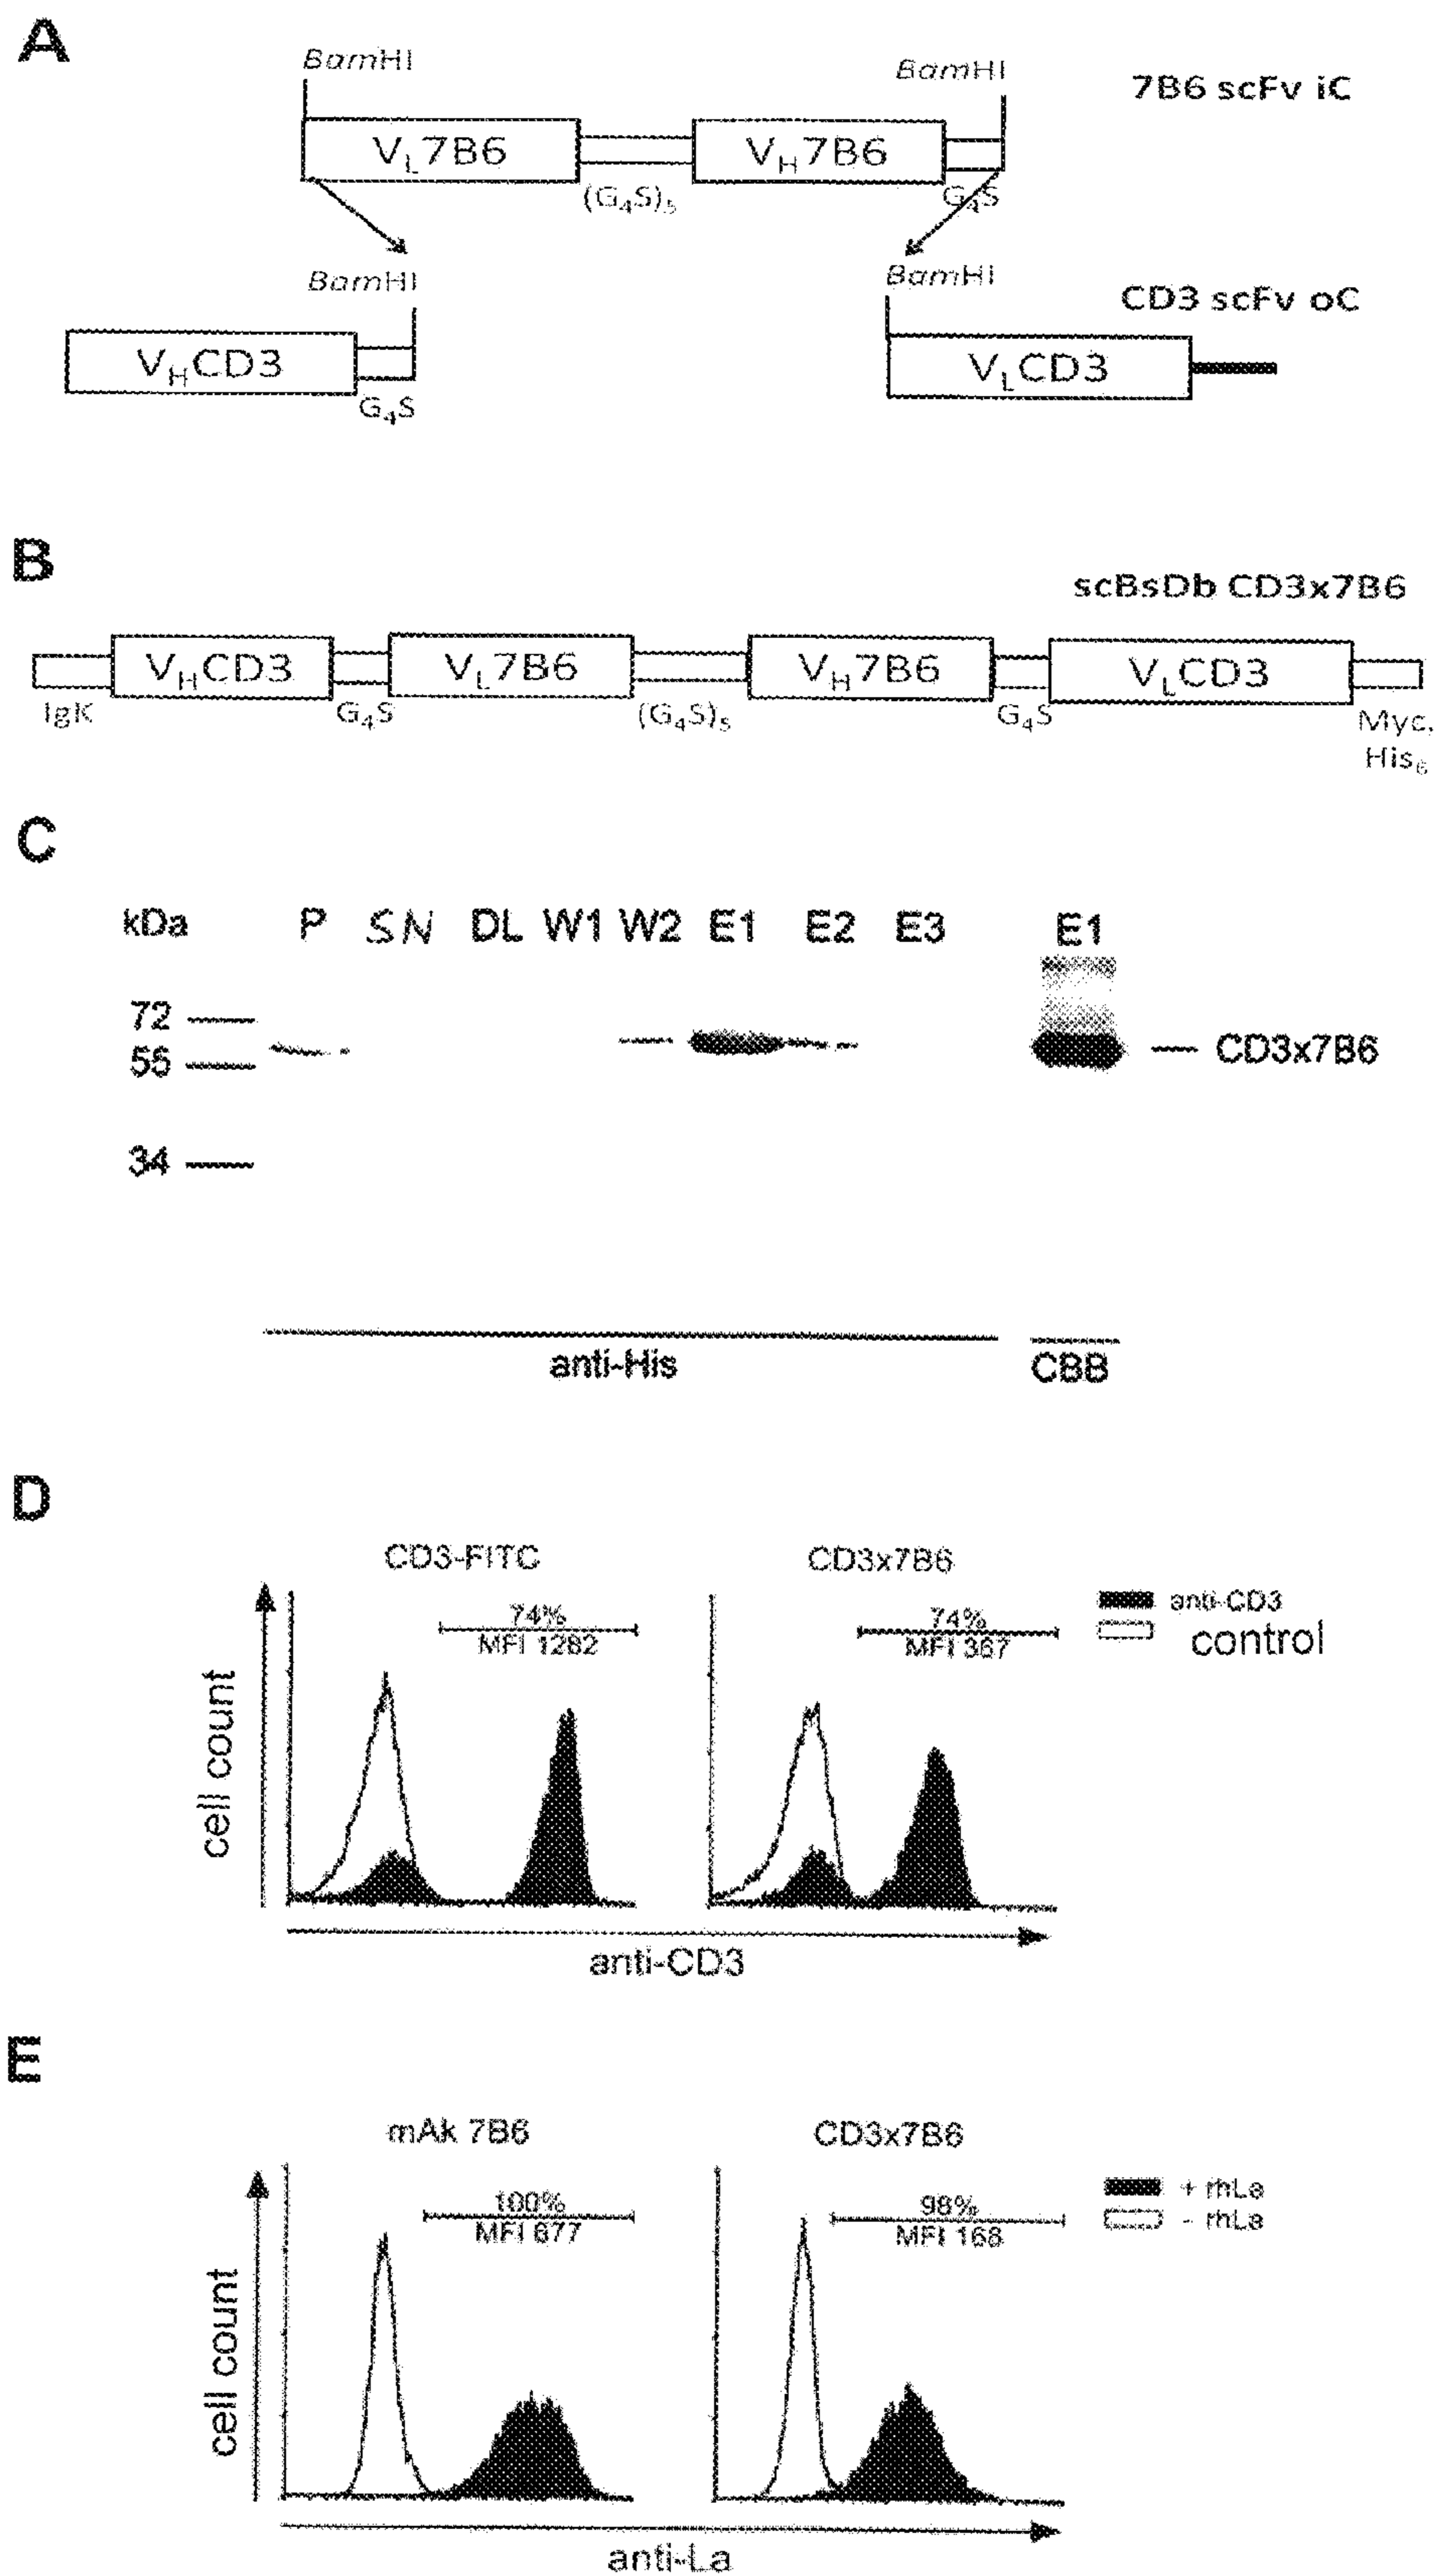 A
BamHI BamHI 7B6 scFv iC
VL7B6 VH7B6
(G4S)5 G4S
BamHI BamHI CD3 scFv oC
VHCD3 VLCD3
G4S
B
scBsDb CD3x7B6
VHCD3 VL7B6 VH7B6 VLCD3
IgK G4S (G4S)5 G4S Myc,
His6
C
kDa P SN DL W1 W2 E1 E2 E3 E1
72
55 CD3x7B6
34
anti-His CBB
D
CD3-FITC CD3x7B6
74% 74% anti-CD3
MFI 1282 MFI 367 control
cell count
anti-CD3
E
mAk 7B6 CD3x7B6
100% 98% + rhLa
MFI 677 MFI 168 - rhLa
cell count
anti-La